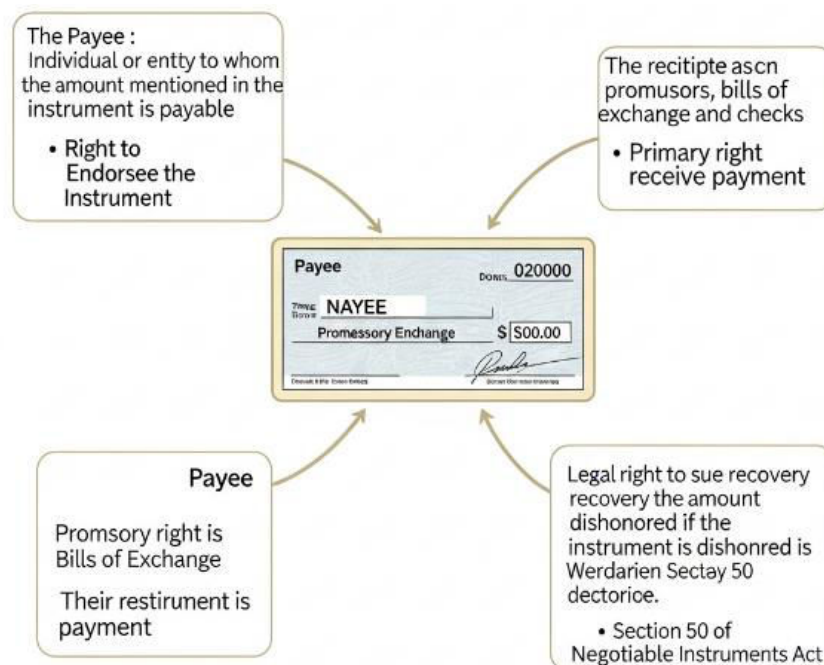 The Payee :
Individual or entty to whom
the amount mentioned in the
instrument is payable
• Right to
Endorsee the
Instrument
The recitipte ascn
promusors, bills of
exchange and checks
• Primary right
receive payment
Payee
020000
NAYEE
Promessory Enchange
$ S00.00
Payee
Promsory right is
Bills of Exchange
Their restirument is
payment
Legal right to sue recovery
recovery the amount
dishonored if the
instrument is dishonred is
Werdarien Sectay 50
dectorioe.
• Section 50 of
Negotiable Instruments Act